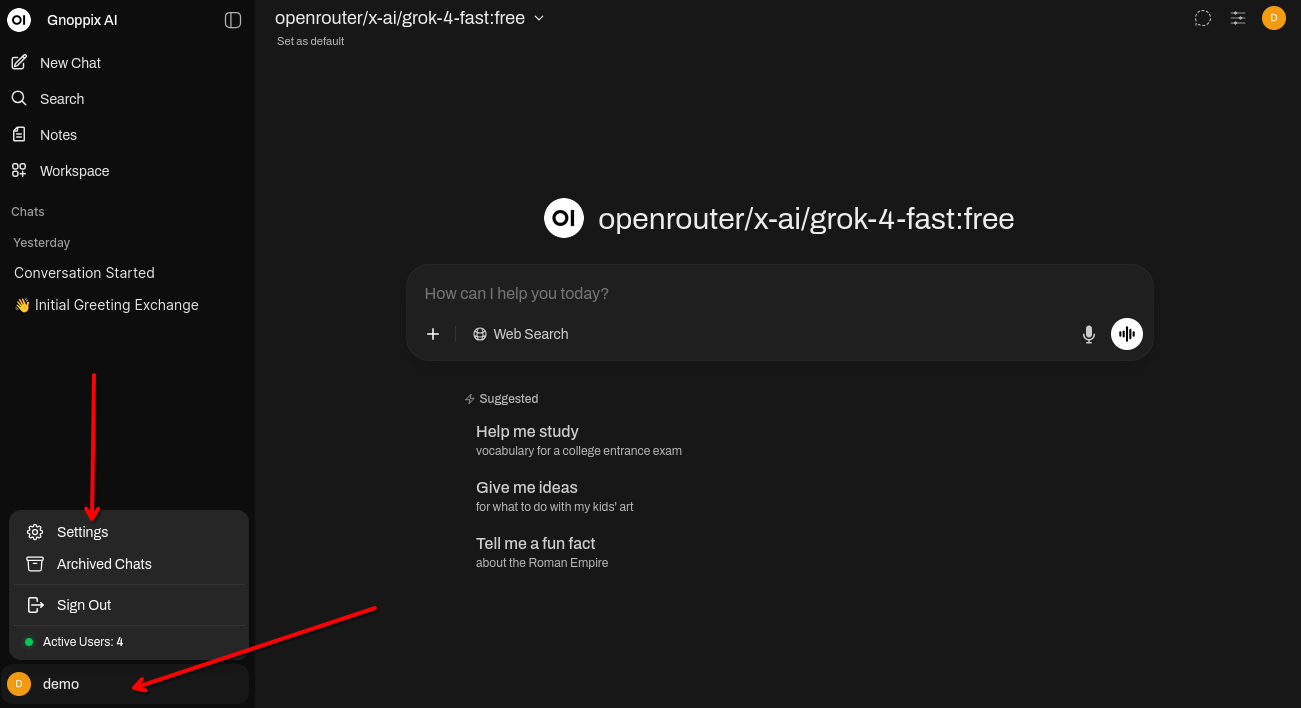 OI Gnoppix AI
New Chat
Search
Notes
Workspace
Chats
Yesterday
Conversation Started
👋 Initial Greeting Exchange
Settings
Archived Chats
Sign Out
Active Users: 4
D demo
openrouter/x-ai/grok-4-fast:free
Set as default
D
OI openrouter/x-ai/grok-4-fast:free
How can I help you today?
Web Search
Suggested
Help me study
vocabulary for a college entrance exam
Give me ideas
for what to do with my kids' art
Tell me a fun fact
about the Roman Empire